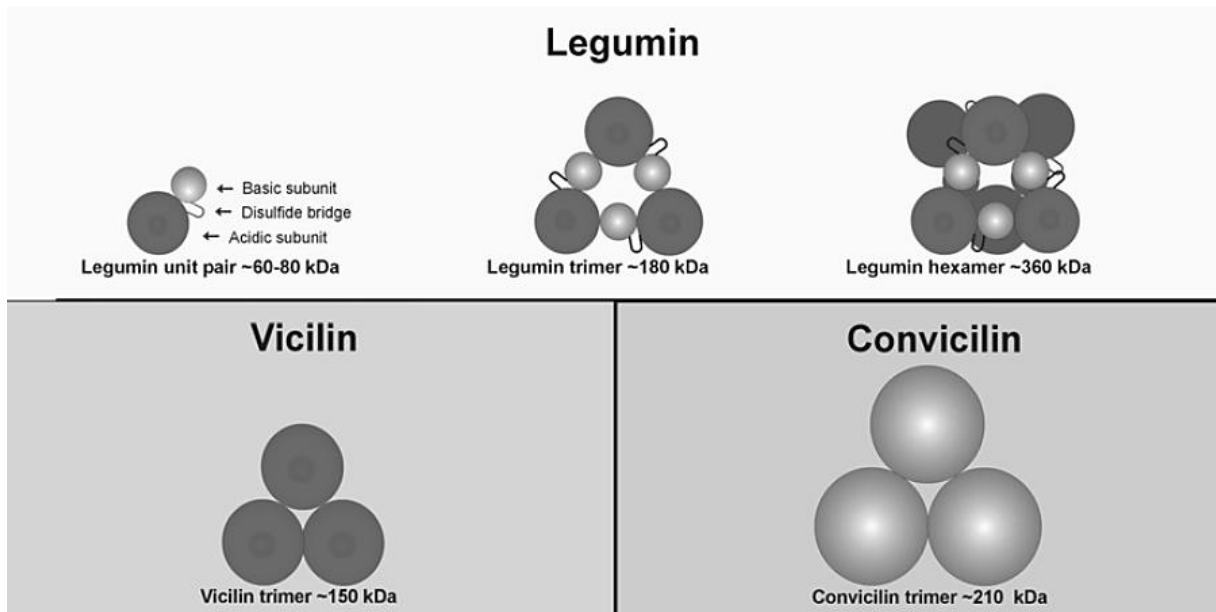 Legumin
← Basic subunit
← Disulfide bridge
← Acidic subunit
Legumin unit pair ~60-80 kDa
Legumin trimer ~180 kDa
Legumin hexamer ~360 kDa
Vicilin
Vicilin trimer ~150 kDa
Convicilin
Convicilin trimer ~210 kDa